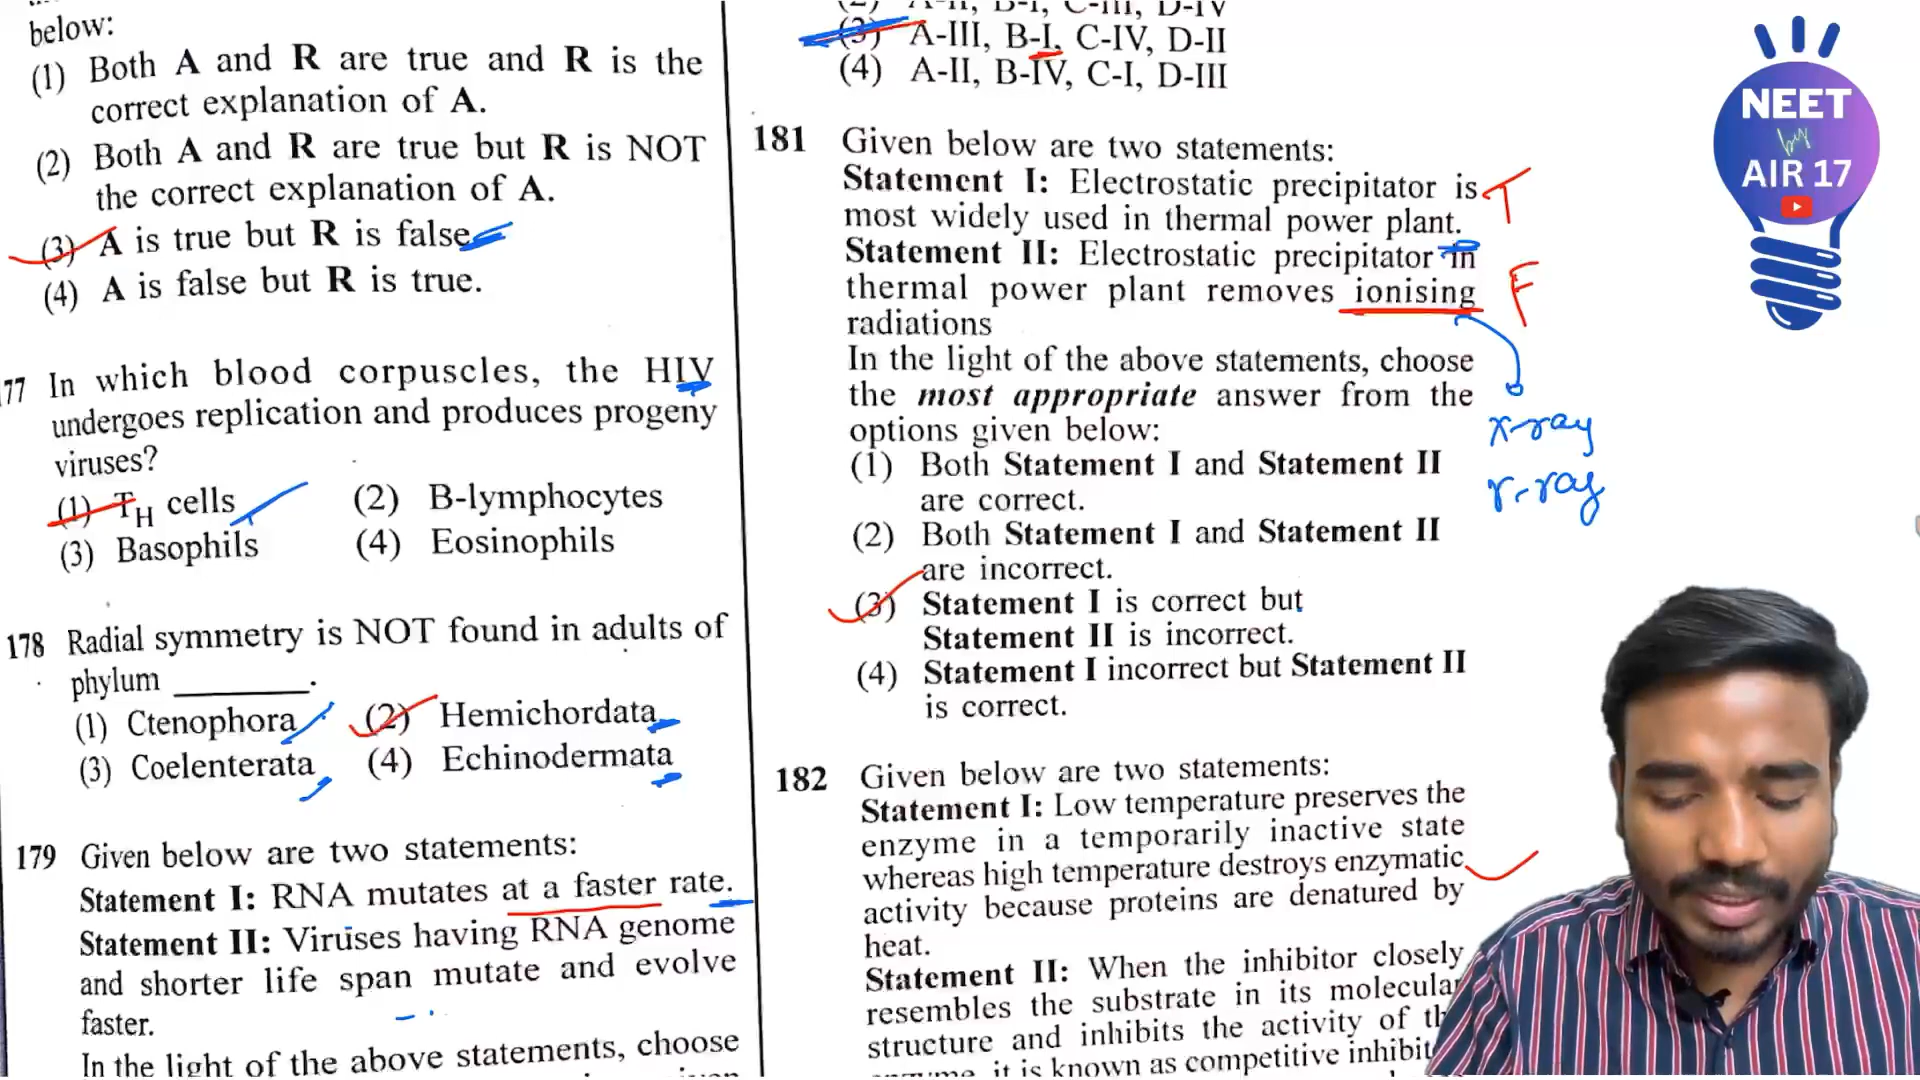 below:
(1) Both A and R are true and R is the
correct explanation of A.
(2) Both A and R are true but R is NOT
the correct explanation of A.
(3) A is true but R is false
(4) A is false but R is true.
77 In which blood corpuscles, the HIV
undergoes replication and produces progeny
viruses?
(1) TH cells (2) B-lymphocytes
(3) Basophils (4) Eosinophils
178 Radial symmetry is NOT found in adults of
phylum ________.
(1) Ctenophora (2) Hemichordata
(3) Coelenterata (4) Echinodermata
179 Given below are two statements:
Statement I: RNA mutates at a faster rate.
Statement II: Viruses having RNA genome
and shorter life span mutate and evolve
faster.
In the light of the above statements, choose
(2) A-II, B-I, C-III, D-IV
(3) A-III, B-I, C-IV, D-II
(4) A-II, B-IV, C-I, D-III
181 Given below are two statements:
Statement I: Electrostatic precipitator is
most widely used in thermal power plant.
Statement II: Electrostatic precipitator in
thermal power plant removes ionising
radiations
In the light of the above statements, choose
the most appropriate answer from the
options given below:
(1) Both Statement I and Statement II
are correct.
(2) Both Statement I and Statement II
are incorrect.
(3) Statement I is correct but
Statement II is incorrect.
(4) Statement I incorrect but Statement II
is correct.
182 Given below are two statements:
Statement I: Low temperature preserves the
enzyme in a temporarily inactive state
whereas high temperature destroys enzymatic
activity because proteins are denatured by
heat.
Statement II: When the inhibitor closely
resembles the substrate in its molecular
structure and inhibits the activity of
it is known as competitive
T
F
x-ray
γ-ray
NEET
by
AIR 17